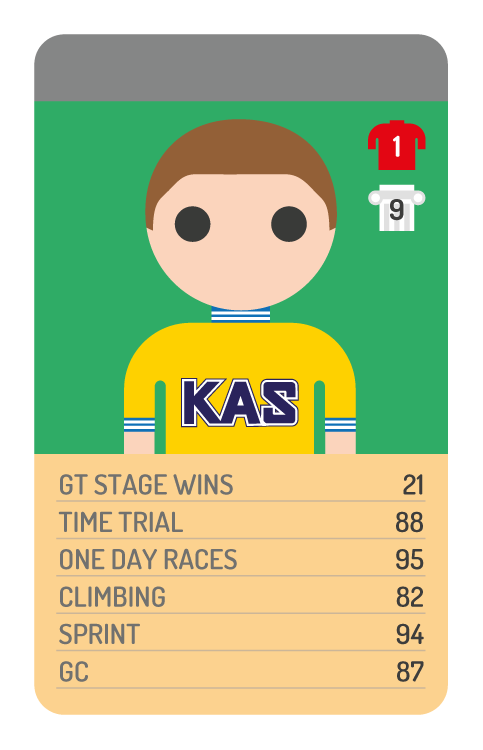 1
9
KAS
GT STAGE WINS 21
TIME TRIAL 88
ONE DAY RACES 95
CLIMBING 82
SPRINT 94
GC 87